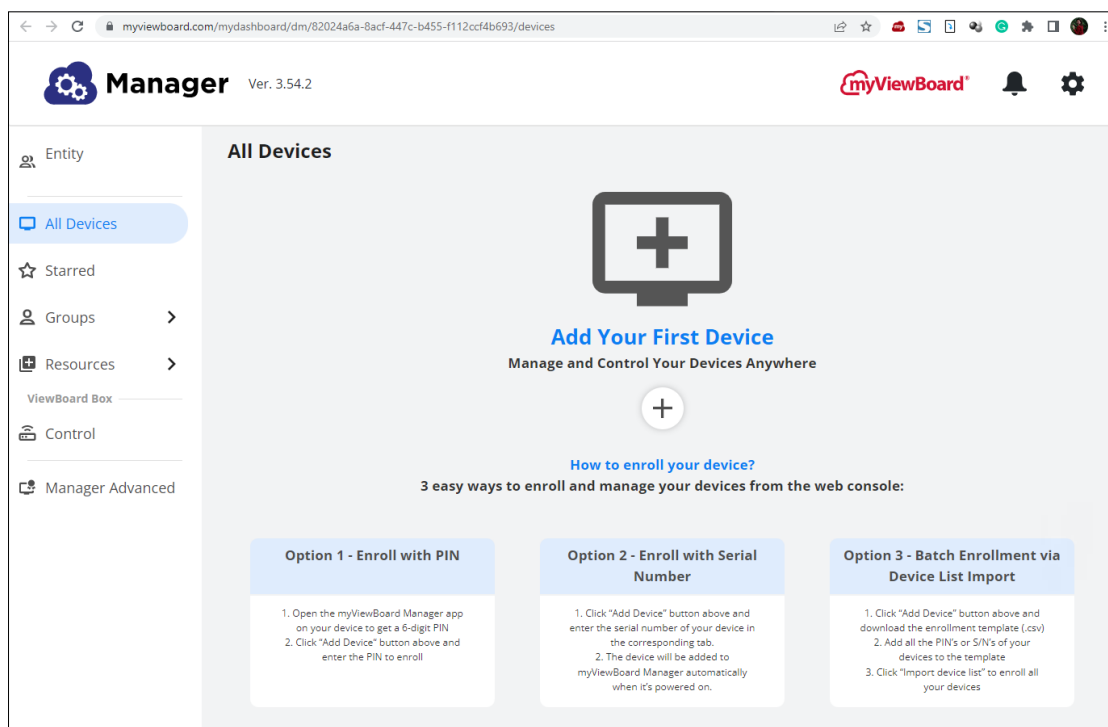 myviewboard.com/mydashboard/dm/82024a6a-8acf-447c-b455-f112ccf4b693/devices
Manager Ver. 3.54.2
myViewBoard®
Entity
All Devices
Starred
Groups
Resources
ViewBoard Box
Control
Manager Advanced
All Devices
Add Your First Device
Manage and Control Your Devices Anywhere
How to enroll your device?
3 easy ways to enroll and manage your devices from the web console:
Option 1 - Enroll with PIN
1. Open the myViewBoard Manager app
on your device to get a 6-digit PIN
2. Click “Add Device” button above and
enter the PIN to enroll
Option 2 - Enroll with Serial
Number
1. Click “Add Device” button above and
enter the serial number of your device in
the corresponding tab.
2. The device will be added to
myViewBoard Manager automatically
when it’s powered on.
Option 3 - Batch Enrollment via
Device List Import
1. Click “Add Device” button above and
download the enrollment template (.csv)
2. Add all the PIN’s or S/N’s of your
devices to the template
3. Click “Import device list” to enroll all
your devices